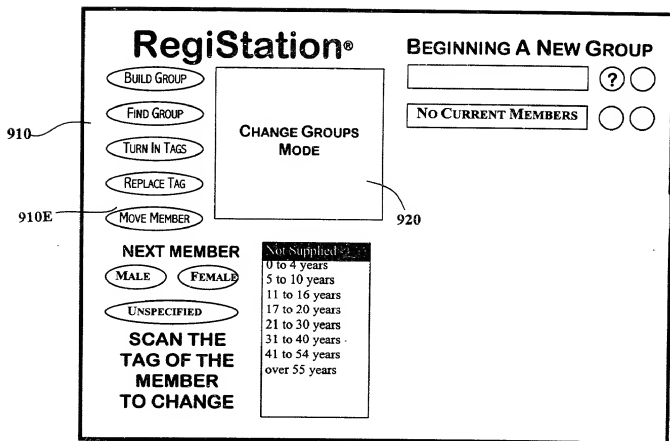 RegiStation®
BEGINNING A NEW GROUP
BUILD GROUP
?
FIND GROUP
NO CURRENT MEMBERS
910
TURN IN TAGS
CHANGE GROUPS
MODE
REPLACE TAG
910E
920
MOVE MEMBER
NEXT MEMBER
MALE
FEMALE
UNSPECIFIED
Not Supplied
0 to 4 years
5 to 10 years
11 to 16 years
17 to 20 years
21 to 30 years
31 to 40 years
41 to 54 years
over 55 years
SCAN THE
TAG OF THE
MEMBER
TO CHANGE